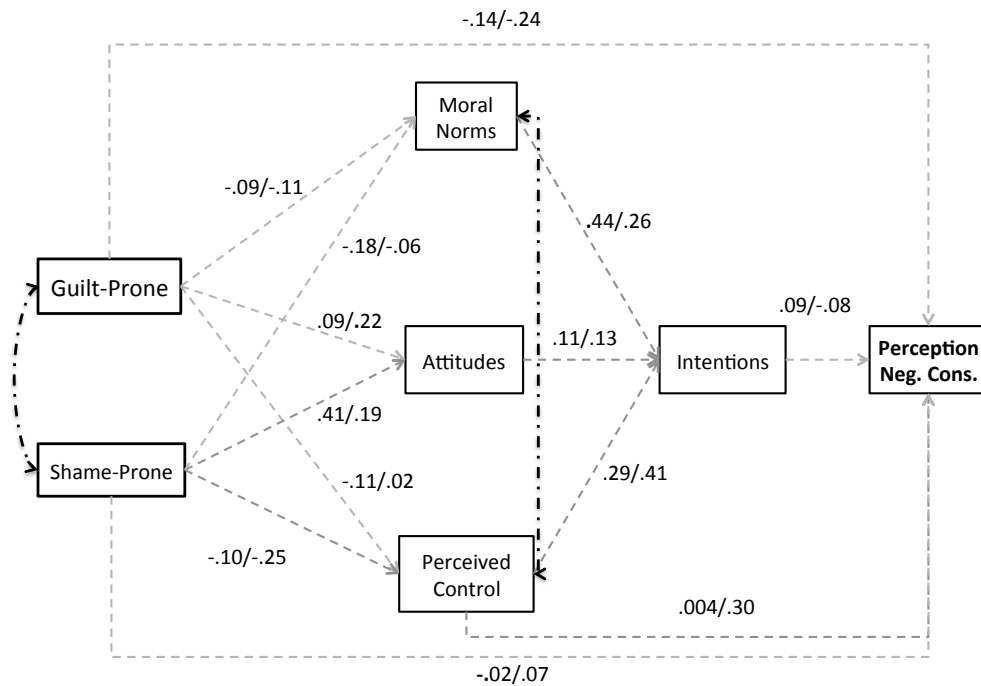 -.14/-.24
Moral
Norms
-.09/-.11
-.18/-.06
.44/.26
Guilt-Prone
.09/.22
.11/.13
.09/-.08
Attitudes
Intentions
Perception
Neg. Cons.
.41/.19
Shame-Prone
-.11/.02
.29/.41
-.10/-.25
Perceived
Control
.004/.30
-.02/.07